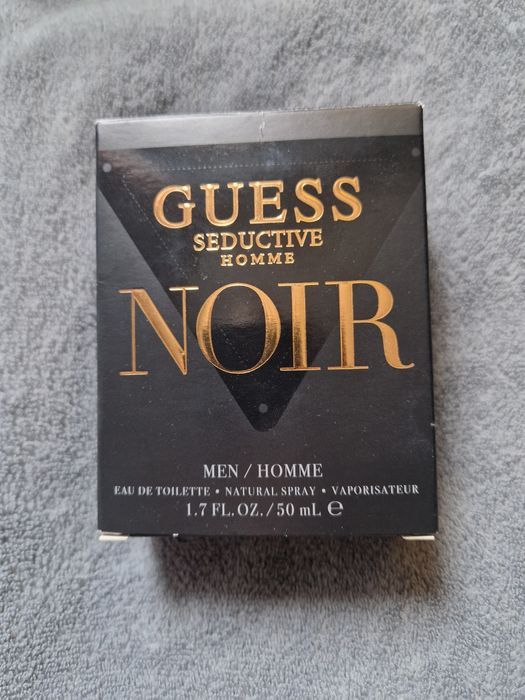 GUESS
SEDUCTIVE
HOMME
NOIR
MEN / HOMME
EAU DE TOILETTE • NATURAL SPRAY • VAPORISATEUR
1.7 FL. OZ. / 50 mL ℮